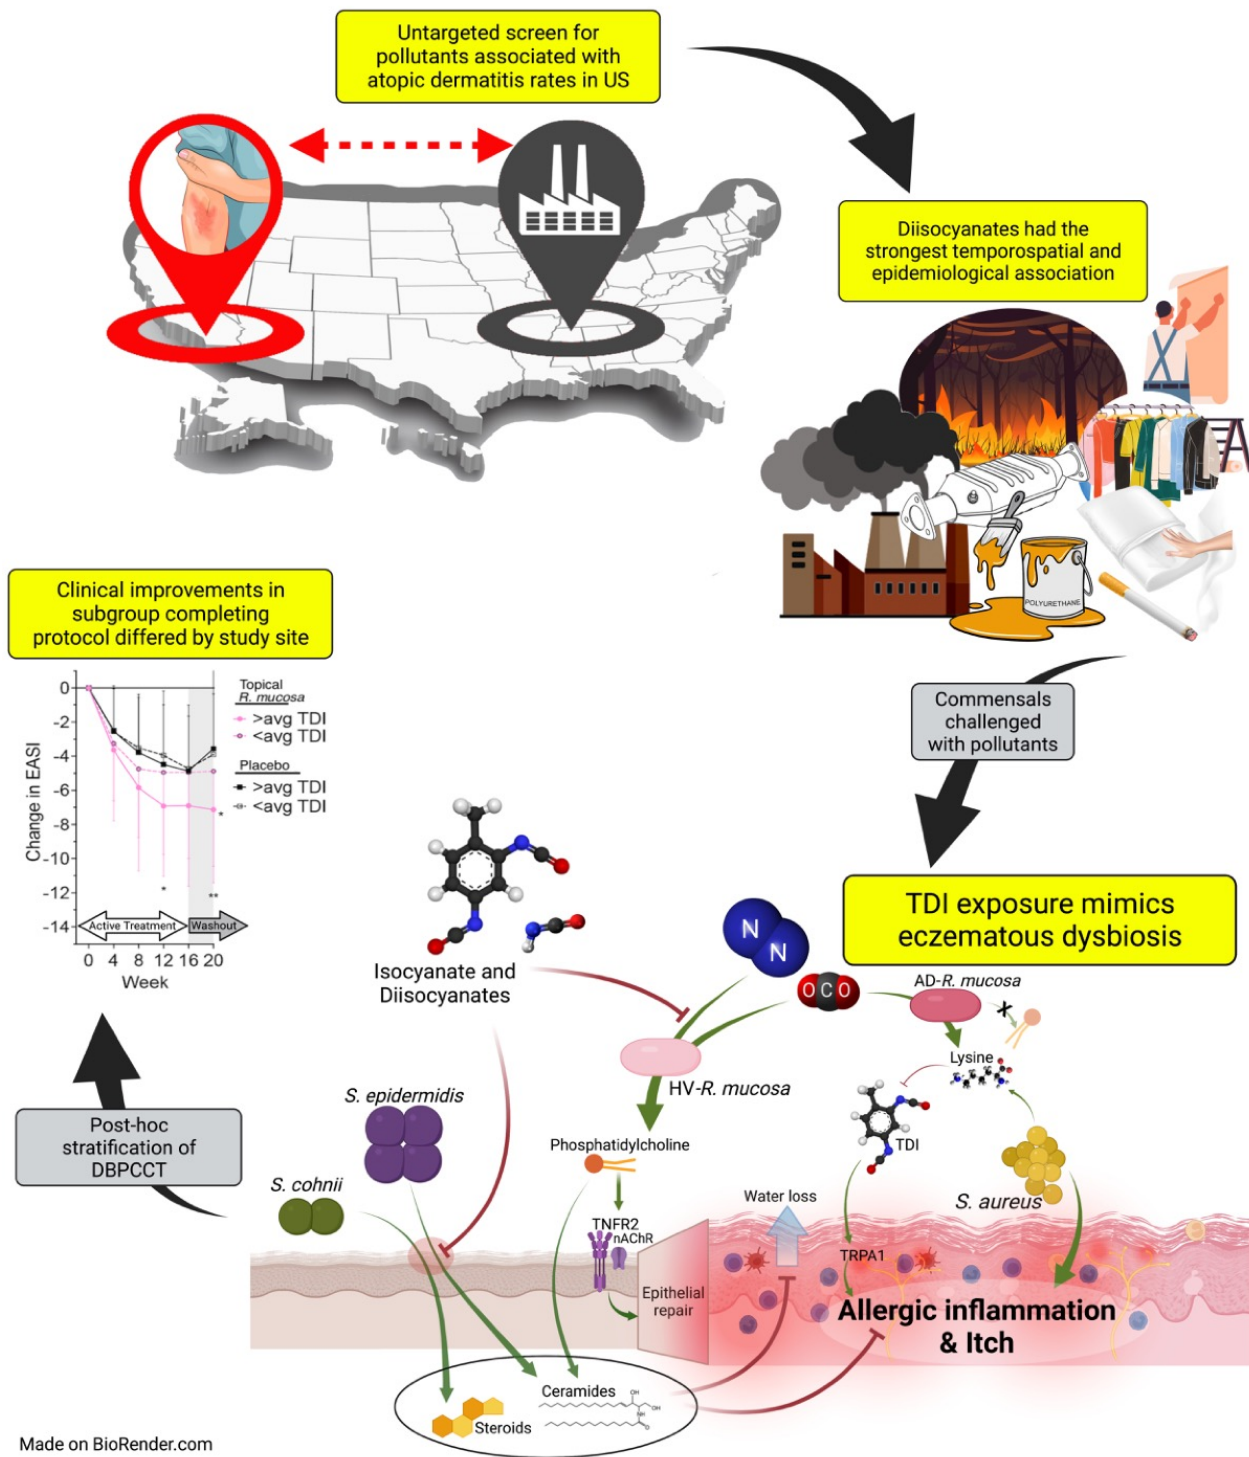 Untargeted screen for
pollutants associated with
atopic dermatitis rates in US
Diisocyanates had the
strongest temporospatial and
epidemiological association
POLYURETHANE
Commensals
challenged
with pollutants
TDI exposure mimics
eczematous dysbiosis
Clinical improvements in
subgroup completing
protocol differed by study site
Topical
R. mucosa
>avg TDI
<avg TDI
Placebo
>avg TDI
<avg TDI
Change in EASI
0
-2
-4
-6
-8
-10
-12
-14
*
*
**
Active Treatment
Washout
0 4 8 12 16 20
Week
Isocyanate and
Diisocyanates
N
N
O C O
AD-R. mucosa
X
Lysine
HV-R. mucosa
TDI
S. aureus
Post-hoc
stratification of
DBPCCT
S. epidermidis
S. cohnii
Phosphatidylcholine
TNFR2
nAChR
Water loss
TRPA1
Epithelial
repair
Allergic inflammation
& Itch
Steroids
Ceramides
OH
OH
NH
O
Made on BioRender.com